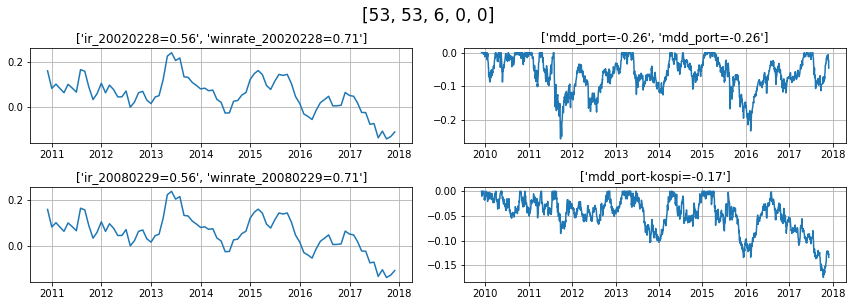 [53, 53, 6, 0, 0]
['ir_20020228=0.56', 'winrate_20020228=0.71']
0.2
0.0
2011 2012 2013 2014 2015 2016 2017 2018
['mdd_port=-0.26', 'mdd_port=-0.26']
0.0
−0.1
−0.2
2010 2011 2012 2013 2014 2015 2016 2017 2018
['ir_20080229=0.56', 'winrate_20080229=0.71']
0.2
0.0
2011 2012 2013 2014 2015 2016 2017 2018
['mdd_port-kospi=-0.17']
0.00
−0.05
−0.10
−0.15
2010 2011 2012 2013 2014 2015 2016 2017 2018